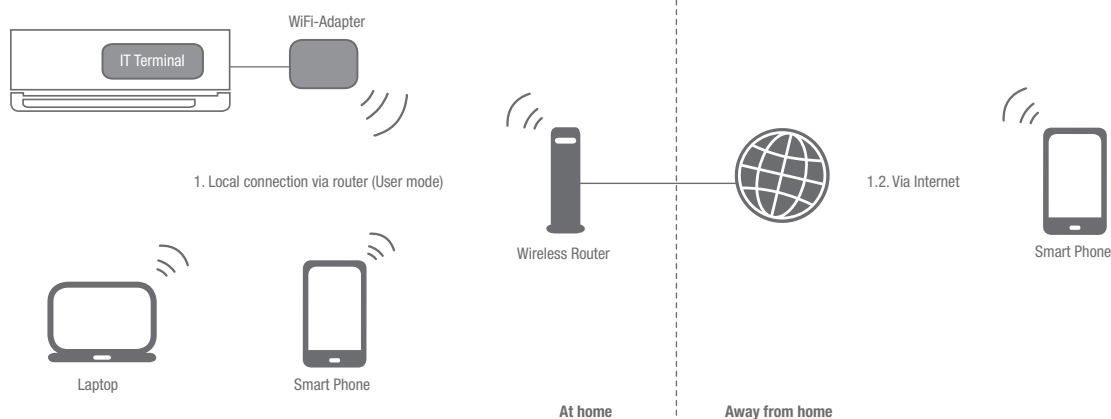 WiFi-Adapter
IT Terminal
1. Local connection via router (User mode)
1.2. Via Internet
Wireless Router
Smart Phone
Laptop
Smart Phone
At home
Away from home